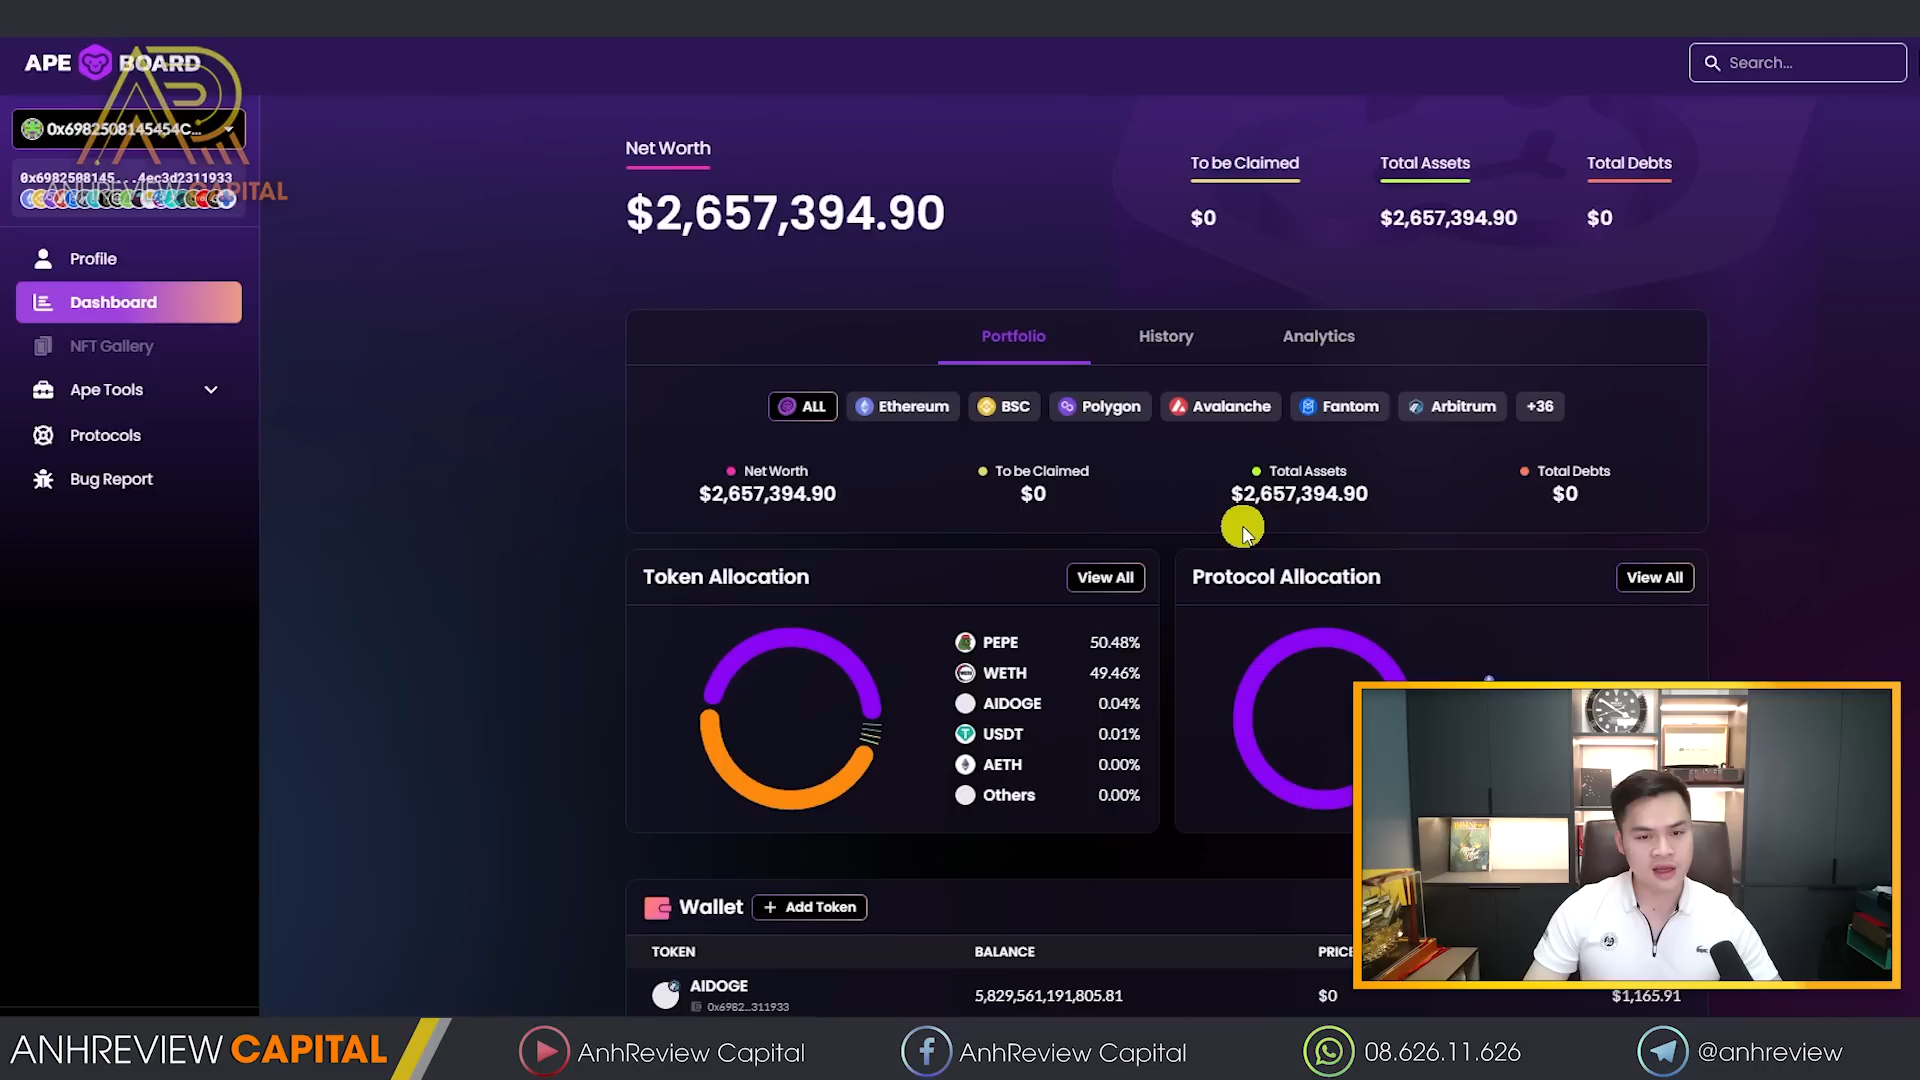 APE BOARD
Search...
0x6982508145454C...
0x6982508145...4ec3d2311933
ANHREVIEW CAPITAL
Profile
Dashboard
NFT Gallery
Ape Tools
Protocols
Bug Report
Net Worth
$2,657,394.90
To be Claimed
$0
Total Assets
$2,657,394.90
Total Debts
$0
Portfolio
History
Analytics
ALL
Ethereum
BSC
Polygon
Avalanche
Fantom
Arbitrum
+36
Net Worth
$2,657,394.90
To be Claimed
$0
Total Assets
$2,657,394.90
Total Debts
$0
Token Allocation
View All
PEPE 50.48%
WETH 49.46%
AIDOGE 0.04%
USDT 0.01%
AETH 0.00%
Others 0.00%
Protocol Allocation
View All
Wallet
+ Add Token
TOKEN BALANCE PRICE
AIDOGE
0x6982...311933
5,829,561,191,805.81 $0 $1,165.91
ANHREVIEW CAPITAL
AnhReview Capital
AnhReview Capital
08.626.11.626
@anhreview